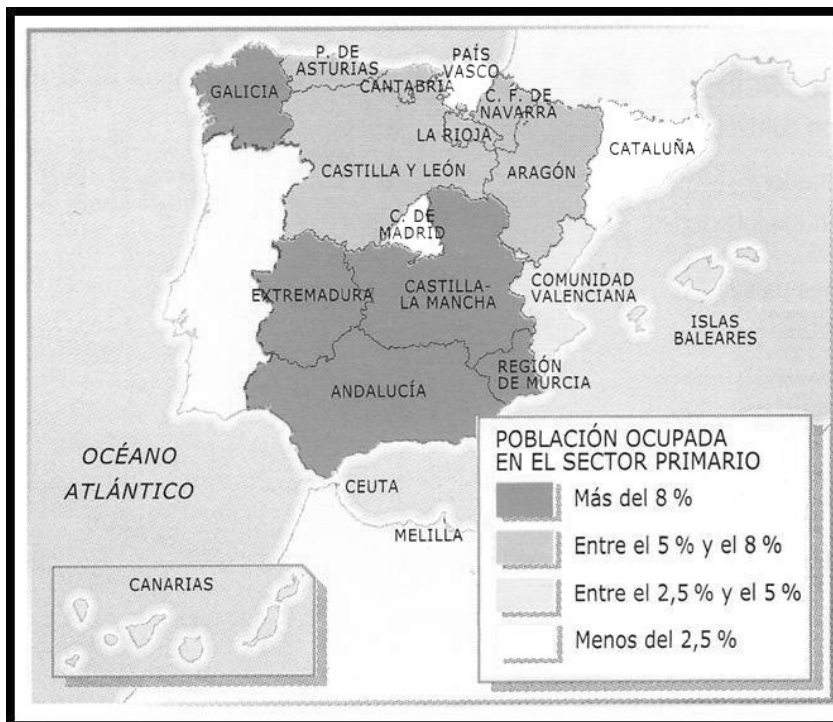 P. DE
ASTURIAS
PAÍS
VASCO
GALICIA
CANTABRIA
C. F. DE
NAVARRA
LA RIOJA
CATALUÑA
CASTILLA Y LEÓN
ARAGÓN
C. DE
MADRID
EXTREMADURA
CASTILLA-
LA MANCHA
COMUNIDAD
VALENCIANA
ISLAS
BALEARES
ANDALUCÍA
REGIÓN
DE MURCIA
OCÉANO
ATLÁNTICO
CEUTA
MELILLA
CANARIAS
POBLACIÓN OCUPADA
EN EL SECTOR PRIMARIO
Más del 8 %
Entre el 5 % y el 8 %
Entre el 2,5 % y el 5 %
Menos del 2,5 %